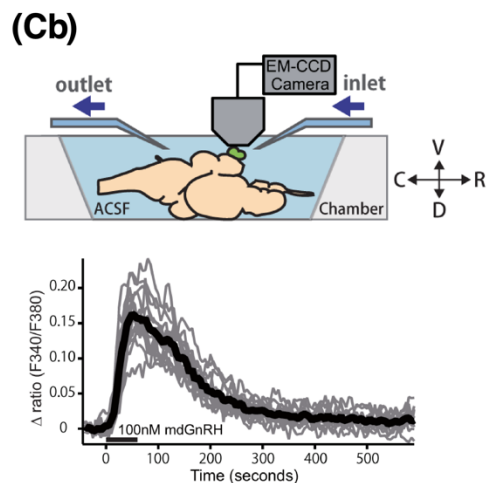 (Cb)
EM-CCD
Camera
outlet
inlet
V
C
R
D
ACSF
Chamber
Δ ratio (F340/F380)
0.20
0.15
0.10
0.05
0
100nM mdGnRH
0 100 200 300 400 500
Time (seconds)